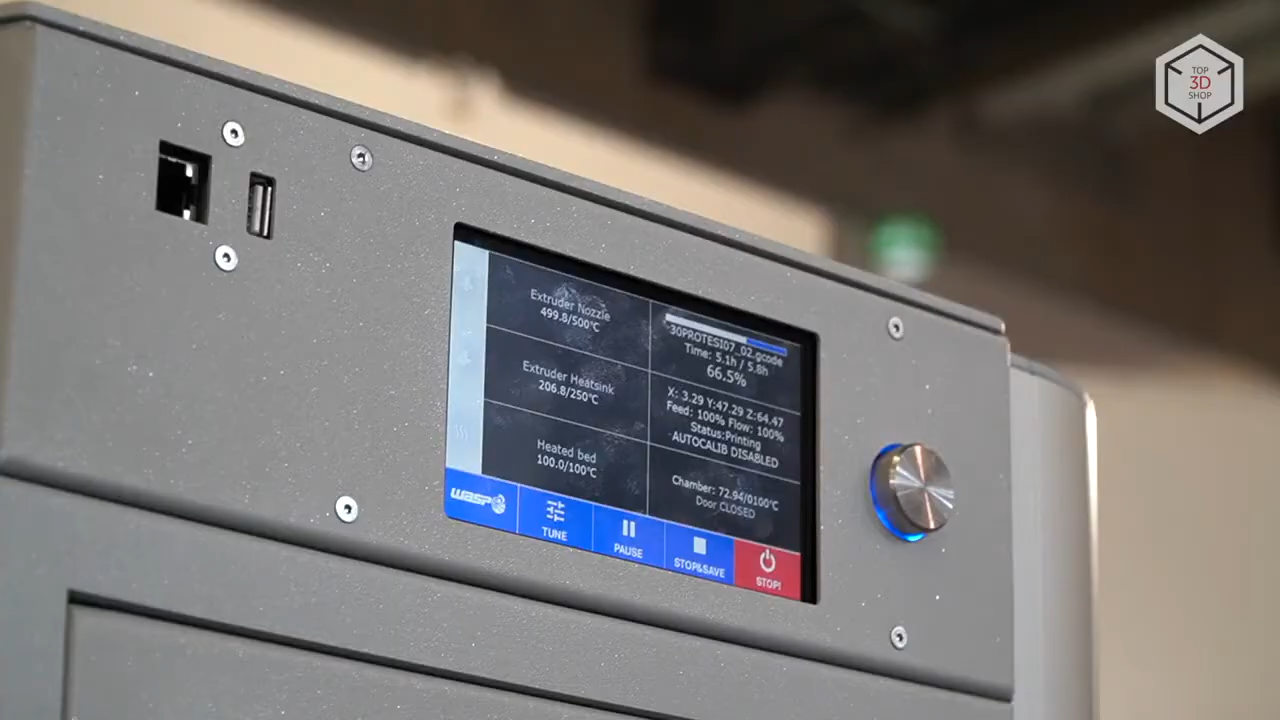 TOP
3D
SHOP
Extruder Nozzle
499.8/500°C
30PROTESI07_02.gcode
Time: 5.1h / 5.8h
66.5%
Extruder Heatsink
206.8/250°C
X: 3.29 Y:47.29 Z:64.47
Feed: 100% Flow: 100%
Status:Printing
AUTOCALIB DISABLED
Heated bed
100.0/100°C
Chamber: 72.94/0100°C
Door CLOSED
WASP
TUNE
PAUSE
STOP&SAVE
STOP!